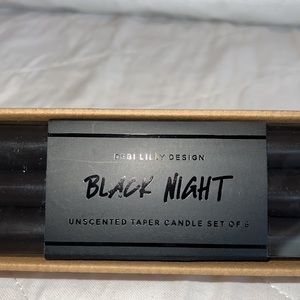 DEBI LILLY DESIGN
BLACK NIGHT
UNSCENTED TAPER CANDLE SET OF 6